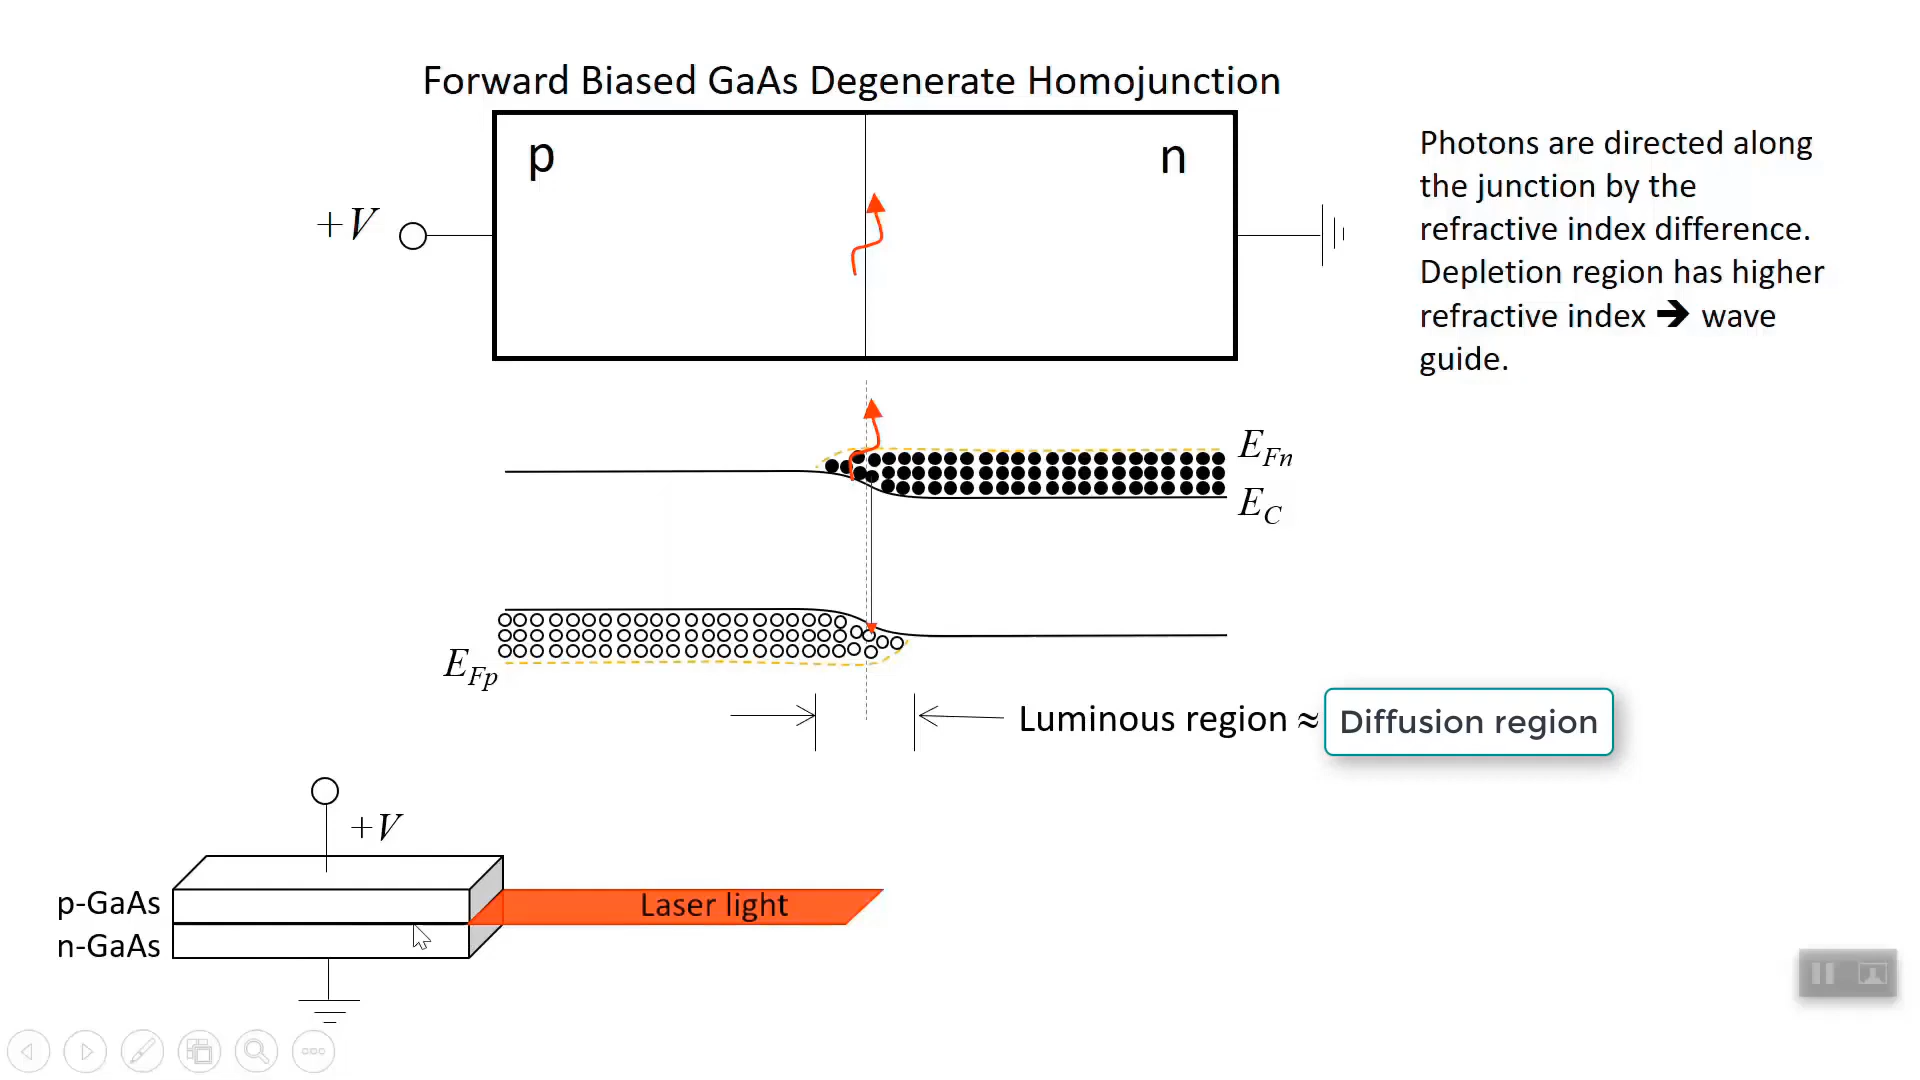 Forward Biased GaAs Degenerate Homojunction
p
n
+V
Photons are directed along
the junction by the
refractive index difference.
Depletion region has higher
refractive index ➔ wave
guide.
E_Fn
E_C
E_Fp
Luminous region ≈ Diffusion region
+V
p-GaAs
n-GaAs
Laser light